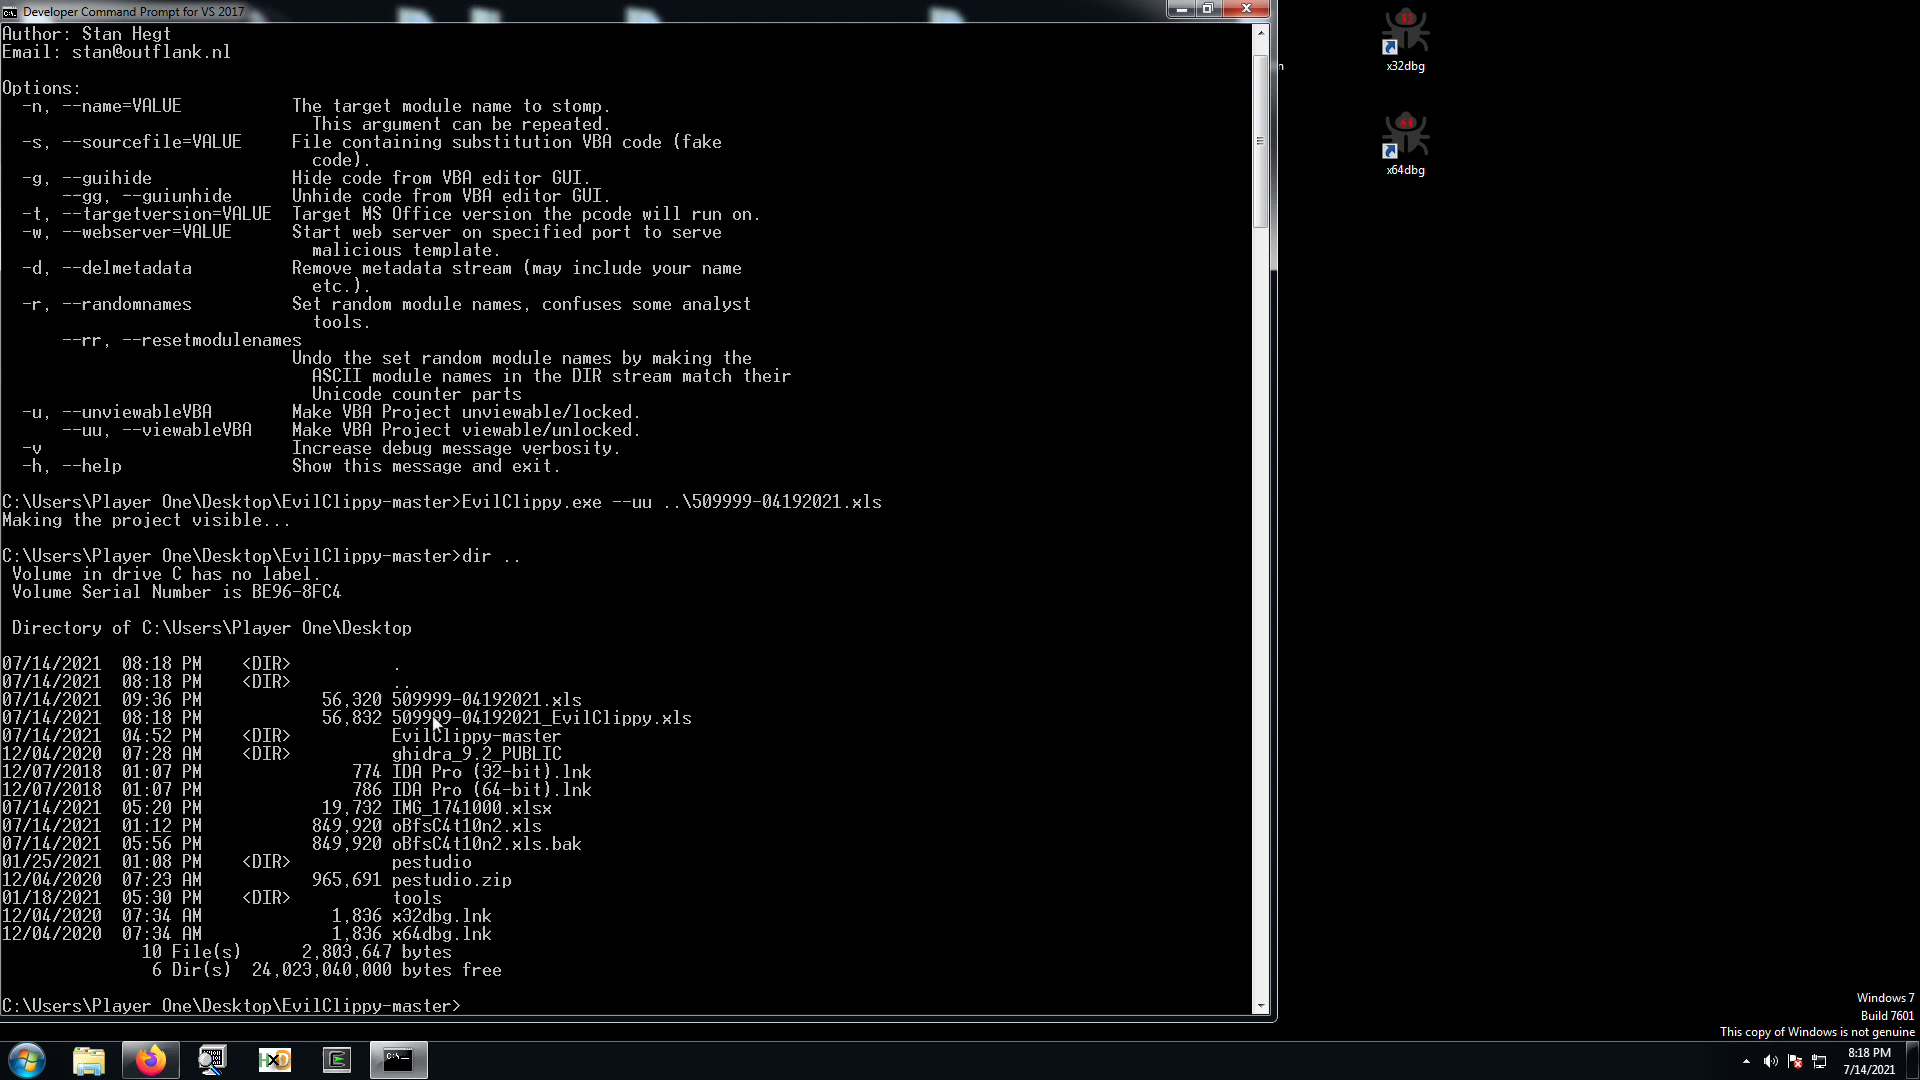 Developer Command Prompt for VS 2017
Author: Stan Hegt
Email: stan@outflank.nl
Options:
-n, --name=VALUE The target module name to stomp.
This argument can be repeated.
-s, --sourcefile=VALUE File containing substitution VBA code (fake
code).
-g, --guihide Hide code from VBA editor GUI.
--gg, --guiunhide Unhide code from VBA editor GUI.
-t, --targetversion=VALUE Target MS Office version the pcode will run on.
-w, --webserver=VALUE Start web server on specified port to serve
malicious template.
-d, --delmetadata Remove metadata stream (may include your name
etc.).
-r, --randomnames Set random module names, confuses some analyst
tools.
--rr, --resetmodulenames
Undo the set random module names by making the
ASCII module names in the DIR stream match their
Unicode counter parts
-u, --unviewableVBA Make VBA Project unviewable/locked.
--uu, --viewableVBA Make VBA Project viewable/unlocked.
-v Increase debug message verbosity.
-h, --help Show this message and exit.
C:\Users\Player One\Desktop\EvilClippy-master>EvilClippy.exe --uu ..\509999-04192021.xls
Making the project visible...
C:\Users\Player One\Desktop\EvilClippy-master>dir ..
Volume in drive C has no label.
Volume Serial Number is BE96-8FC4
Directory of C:\Users\Player One\Desktop
07/14/2021 08:18 PM <DIR> .
07/14/2021 08:18 PM <DIR> ..
07/14/2021 09:36 PM 56,320 509999-04192021.xls
07/14/2021 08:18 PM 56,832 509999-04192021_EvilClippy.xls
07/14/2021 04:52 PM <DIR> EvilClippy-master
12/04/2020 07:28 AM <DIR> ghidra_9.2_PUBLIC
12/07/2018 01:07 PM 774 IDA Pro (32-bit).lnk
12/07/2018 01:07 PM 786 IDA Pro (64-bit).lnk
07/14/2021 05:20 PM 19,732 IMG_1741000.xlsx
07/14/2021 01:12 PM 849,920 oBfsC4t10n2.xls
07/14/2021 05:56 PM 849,920 oBfsC4t10n2.xls.bak
01/25/2021 01:08 PM <DIR> pestudio
12/04/2020 07:23 AM 965,691 pestudio.zip
01/18/2021 05:30 PM <DIR> tools
12/04/2020 07:34 AM 1,836 x32dbg.lnk
12/04/2020 07:34 AM 1,836 x64dbg.lnk
10 File(s) 2,803,647 bytes
6 Dir(s) 24,023,040,000 bytes free
C:\Users\Player One\Desktop\EvilClippy-master>
n
32
x32dbg
64
x64dbg
Windows 7
Build 7601
This copy of Windows is not genuine
HxD
C:\_
8:18 PM
7/14/2021